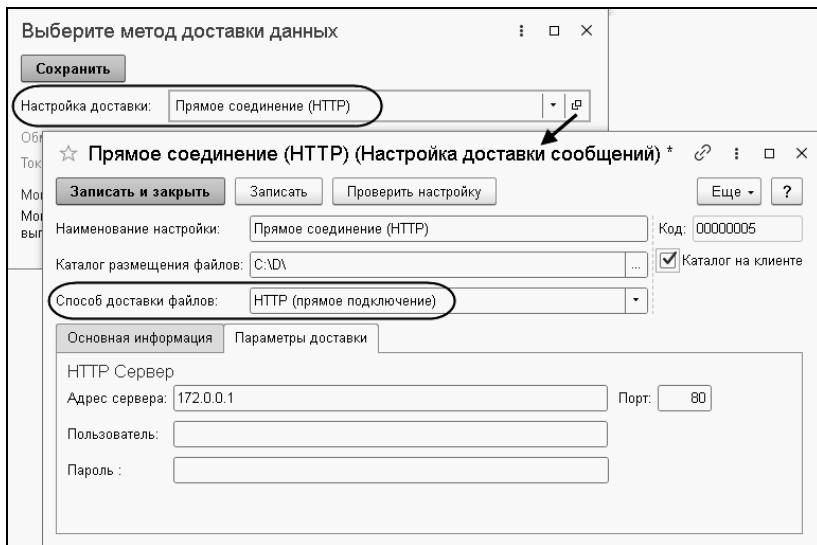 Выберите метод доставки данных
Сохранить
Настройка доставки: Прямое соединение (HTTP)
Ток
Прямое соединение (HTTP) (Настройка доставки сообщений) *
Записать и закрыть Записать Проверить настройку Еще ?
Наименование настройки: Прямое соединение (HTTP) Код: 00000005
Каталог размещения файлов: C:\D\ ... Каталог на клиенте
Способ доставки файлов: HTTP (прямое подключение)
Основная информация Параметры доставки
HTTP Сервер
Адрес сервера: 172.0.0.1 Порт: 80
Пользователь:
Пароль :